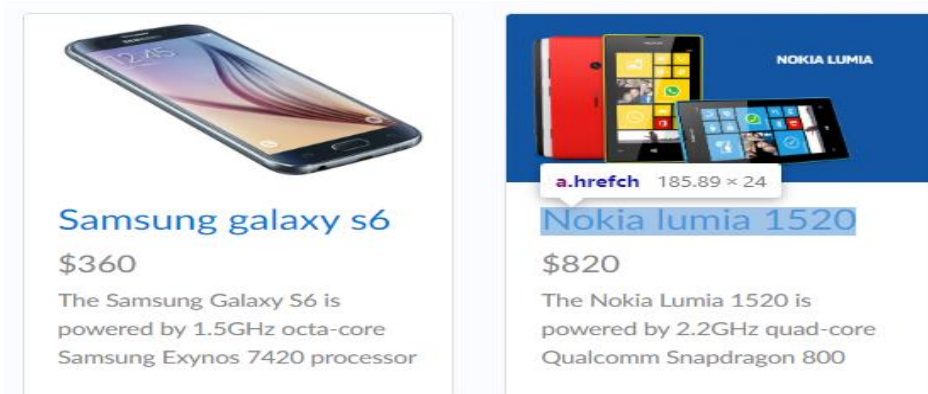 12:45
Samsung galaxy s6
$360
The Samsung Galaxy S6 is
powered by 1.5GHz octa-core
Samsung Exynos 7420 processor
NOKIA LUMIA
a.hrefch 185.89 × 24
Nokia lumia 1520
$820
The Nokia Lumia 1520 is
powered by 2.2GHz quad-core
Qualcomm Snapdragon 800